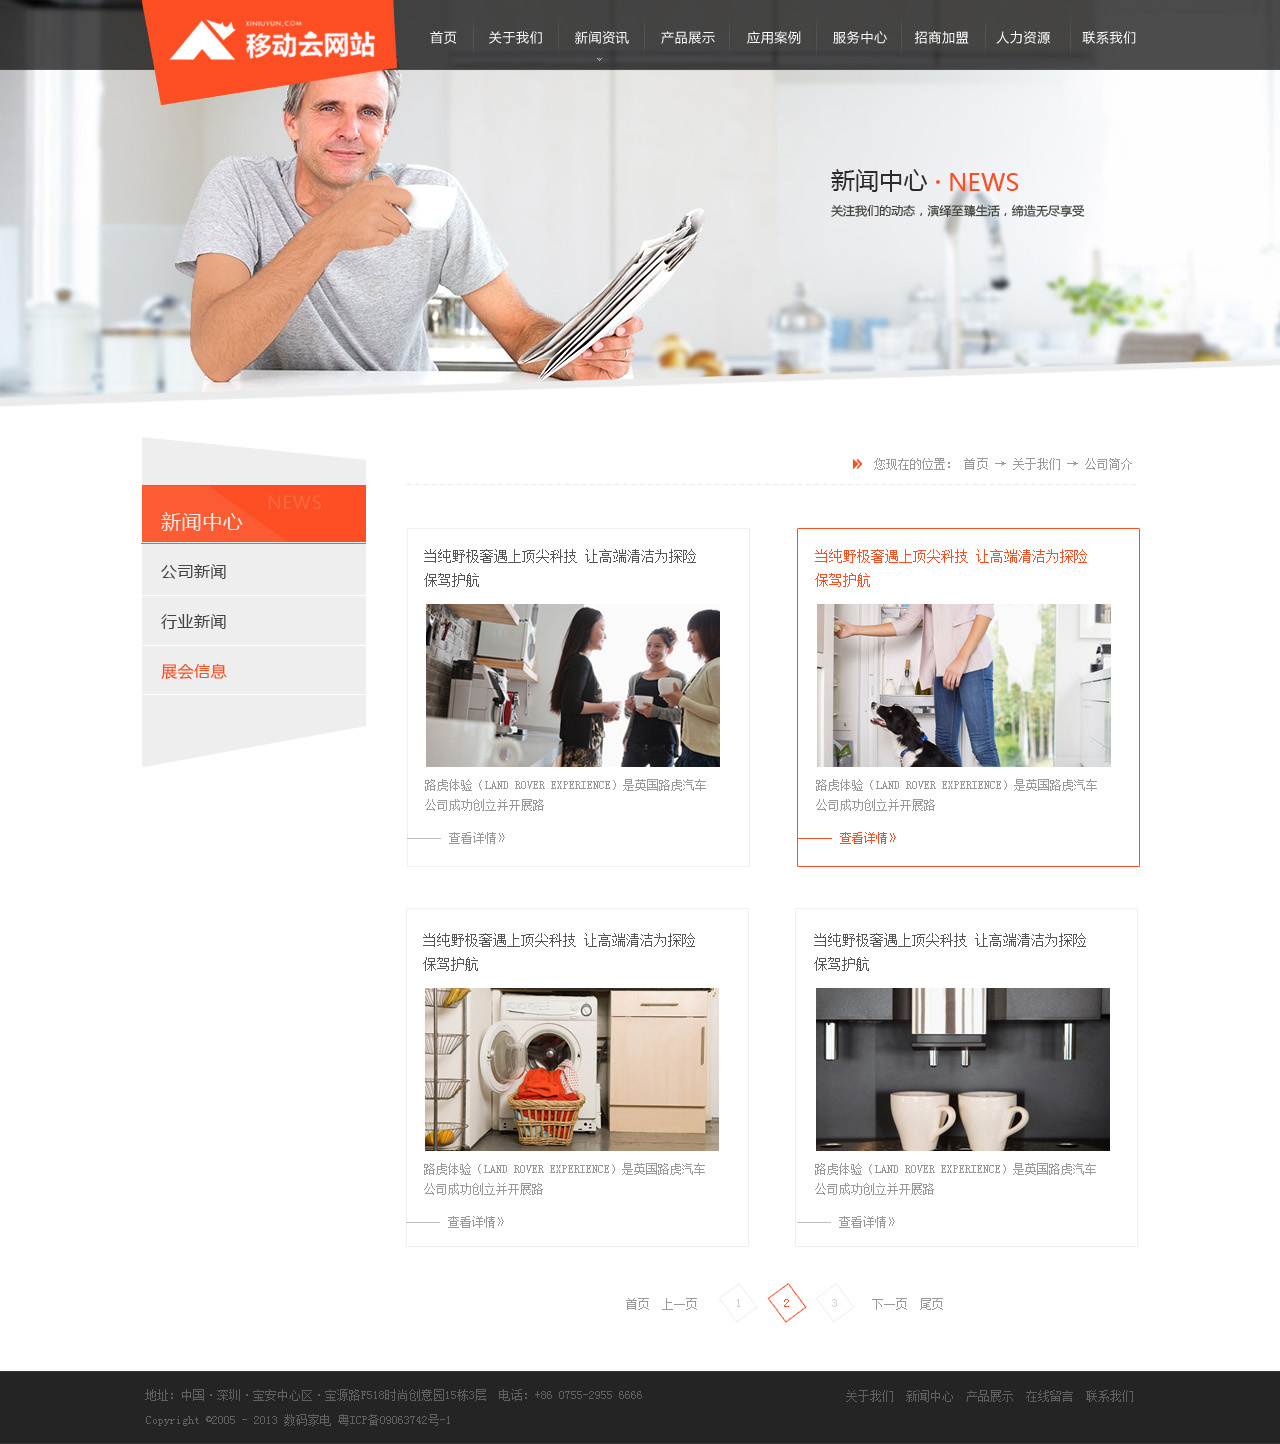 XINIUYUN.COM
移动云网站
首页 关于我们 新闻资讯 产品展示 应用案例 服务中心 招商加盟 人力资源 联系我们
新闻中心 · NEWS
关注我们的动态，演绎至臻生活，缔造无尽享受
您现在的位置： 首页 → 关于我们 → 公司简介
NEWS
新闻中心
公司新闻
行业新闻
展会信息
当纯野极奢遇上顶尖科技 让高端清洁为探险
保驾护航
路虎体验（LAND ROVER EXPERIENCE）是英国路虎汽车
公司成功创立并开展路
查看详情》
当纯野极奢遇上顶尖科技 让高端清洁为探险
保驾护航
路虎体验（LAND ROVER EXPERIENCE）是英国路虎汽车
公司成功创立并开展路
查看详情》
当纯野极奢遇上顶尖科技 让高端清洁为探险
保驾护航
路虎体验（LAND ROVER EXPERIENCE）是英国路虎汽车
公司成功创立并开展路
查看详情》
当纯野极奢遇上顶尖科技 让高端清洁为探险
保驾护航
路虎体验（LAND ROVER EXPERIENCE）是英国路虎汽车
公司成功创立并开展路
查看详情》
首页 上一页 1 2 3 下一页 尾页
地址：中国·深圳·宝安中心区·宝源路F518时尚创意园15栋3层 电话：+86 0755-2955 6666
关于我们 新闻中心 产品展示 在线留言 联系我们
Copyright ©2005 - 2013 数码家电 粤ICP备09063742号-1